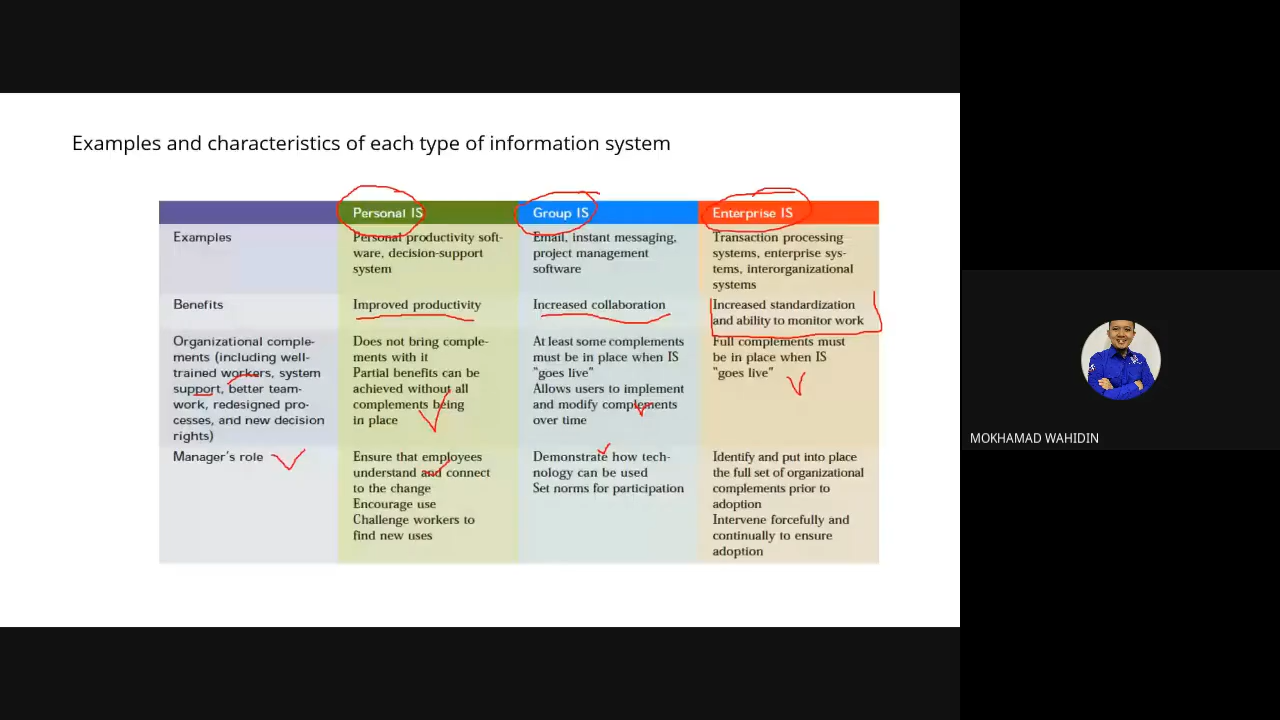 Examples and characteristics of each type of information system
Personal IS
Group IS
Enterprise IS
Examples
Personal productivity soft-
ware, decision-support
system
Email, instant messaging,
project management
software
Transaction processing
systems, enterprise sys-
tems, interorganizational
systems
Benefits
Improved productivity
Increased collaboration
Increased standardization
and ability to monitor work
Organizational comple-
ments (including well-
trained workers, system
support, better team-
work, redesigned pro-
cesses, and new decision
rights)
Does not bring comple-
ments with it
Partial benefits can be
achieved without all
complements being
in place
At least some complements
must be in place when IS
"goes live"
Allows users to implement
and modify complements
over time
Full complements must
be in place when IS
"goes live"
Manager's role
Ensure that employees
understand and connect
to the change
Encourage use
Challenge workers to
find new uses
Demonstrate how tech-
nology can be used
Set norms for participation
Identify and put into place
the full set of organizational
complements prior to
adoption
Intervene forcefully and
continually to ensure
adoption
MOKHAMAD WAHIDIN